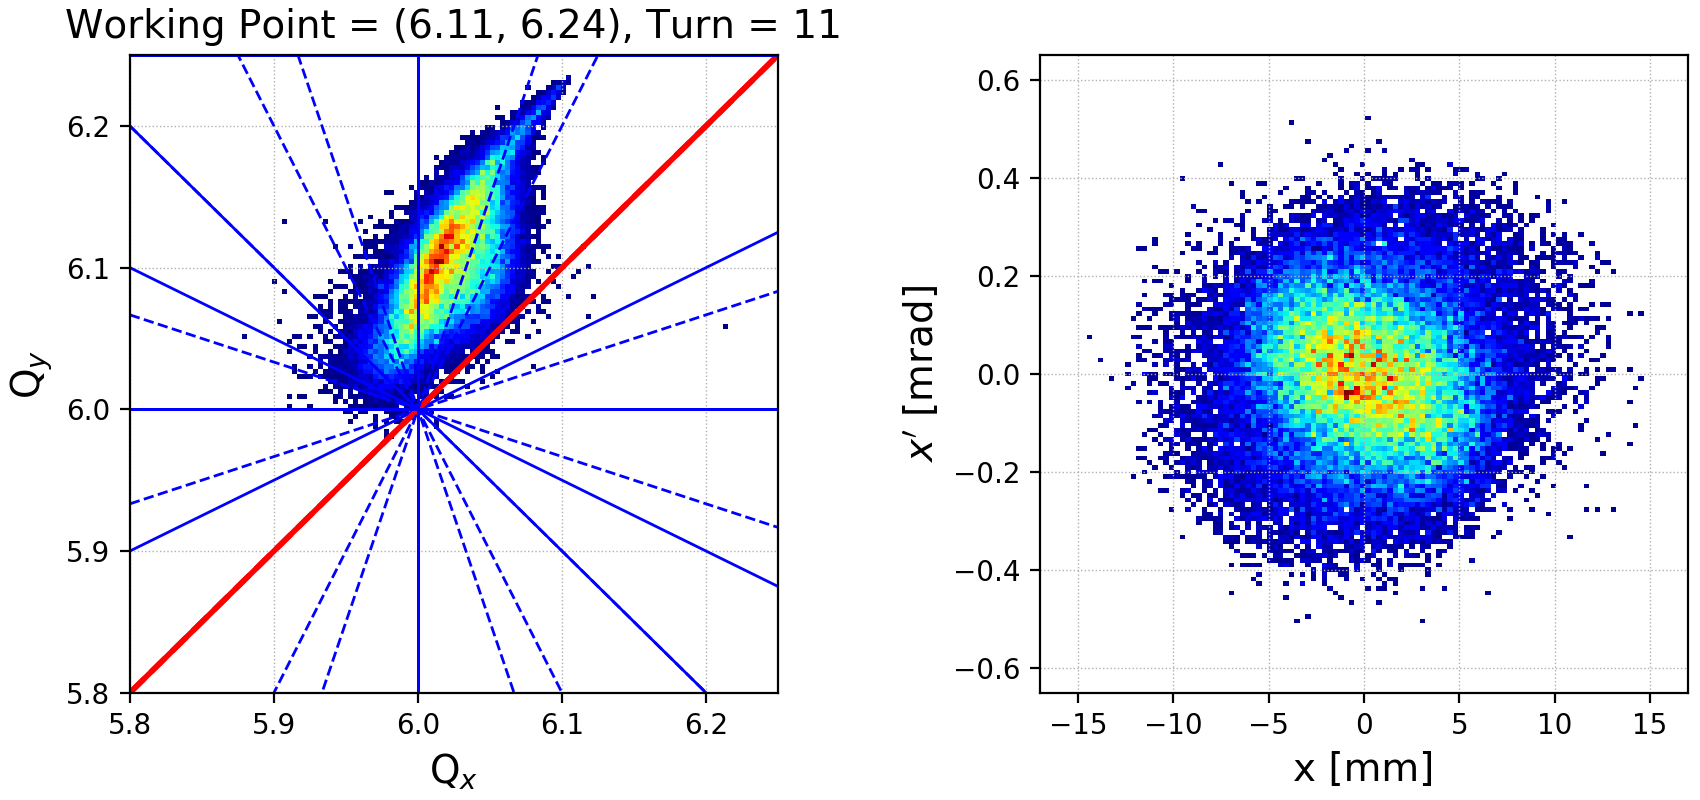 Working Point = (6.11, 6.24), Turn = 11
6.2
6.1
6.0
5.9
5.8
Q_y
5.8 5.9 6.0 6.1 6.2
Q_x
0.6
0.4
0.2
0.0
−0.2
−0.4
−0.6
x′ [mrad]
−15 −10 −5 0 5 10 15
x [mm]